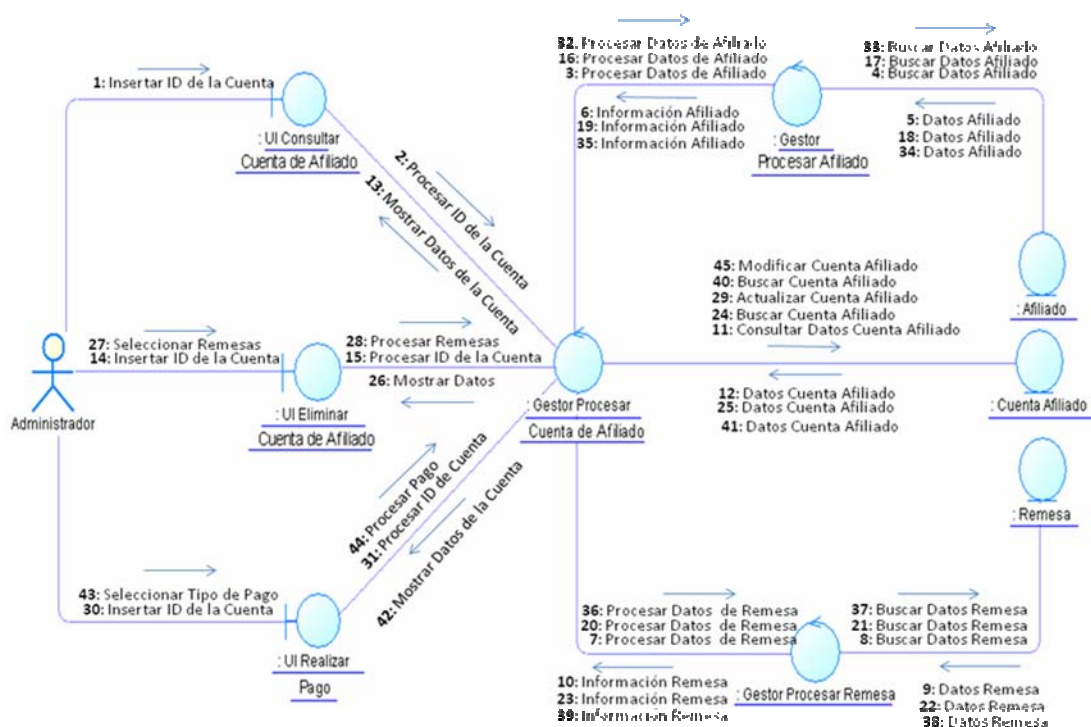 32: Procesar Datos de Afiliado
16: Procesar Datos de Afiliado
3: Procesar Datos de Afiliado
33: Buscar Datos Afiliado
17: Buscar Datos Afiliado
4: Buscar Datos Afiliado
1: Insertar ID de la Cuenta
: UI Consultar
Cuenta de Afiliado
6: Información Afiliado
19: Información Afiliado
35: Información Afiliado
: Gestor
Procesar Afiliado
5: Datos Afiliado
18: Datos Afiliado
34: Datos Afiliado
2: Procesar ID de la Cuenta
13: Mostrar Datos de la Cuenta
: Afiliado
45: Modificar Cuenta Afiliado
40: Buscar Cuenta Afiliado
29: Actualizar Cuenta Afiliado
24: Buscar Cuenta Afiliado
11: Consultar Datos Cuenta Afiliado
27: Seleccionar Remesas
14: Insertar ID de la Cuenta
28: Procesar Remesas
15: Procesar ID de la Cuenta
26: Mostrar Datos
Administrador
: UI Eliminar
Cuenta de Afiliado
: Gestor Procesar
Cuenta de Afiliado
12: Datos Cuenta Afiliado
25: Datos Cuenta Afiliado
41: Datos Cuenta Afiliado
: Cuenta Afiliado
44: Procesar Pago
31: Procesar ID de Cuenta
42: Mostrar Datos de la Cuenta
: Remesa
43: Seleccionar Tipo de Pago
30: Insertar ID de la Cuenta
: UI Realizar
Pago
36: Procesar Datos de Remesa
20: Procesar Datos de Remesa
7: Procesar Datos de Remesa
37: Buscar Datos Remesa
21: Buscar Datos Remesa
8: Buscar Datos Remesa
10: Información Remesa
23: Información Remesa
39: Información Remesa
: Gestor Procesar Remesa
9: Datos Remesa
22: Datos Remesa
38: Datos Remesa